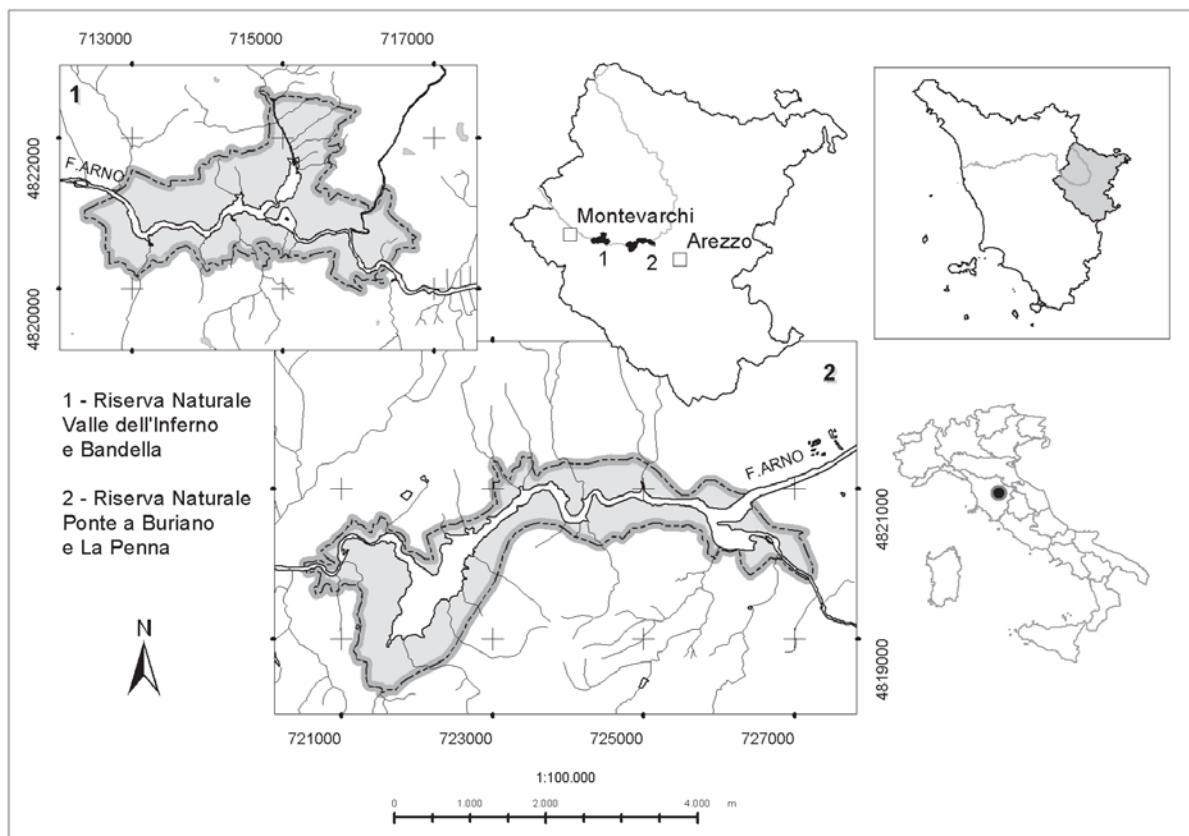 713000 715000 717000
1
4822000
F. ARNO
4820000
Montevarchi
1
2
Arezzo
1 - Riserva Naturale
Valle dell'Inferno
e Bandella
2 - Riserva Naturale
Ponte a Buriano
e La Penna
N
2
F. ARNO
4821000
4819000
721000 723000 725000 727000
1:100.000
0 1.000 2.000 4.000 m